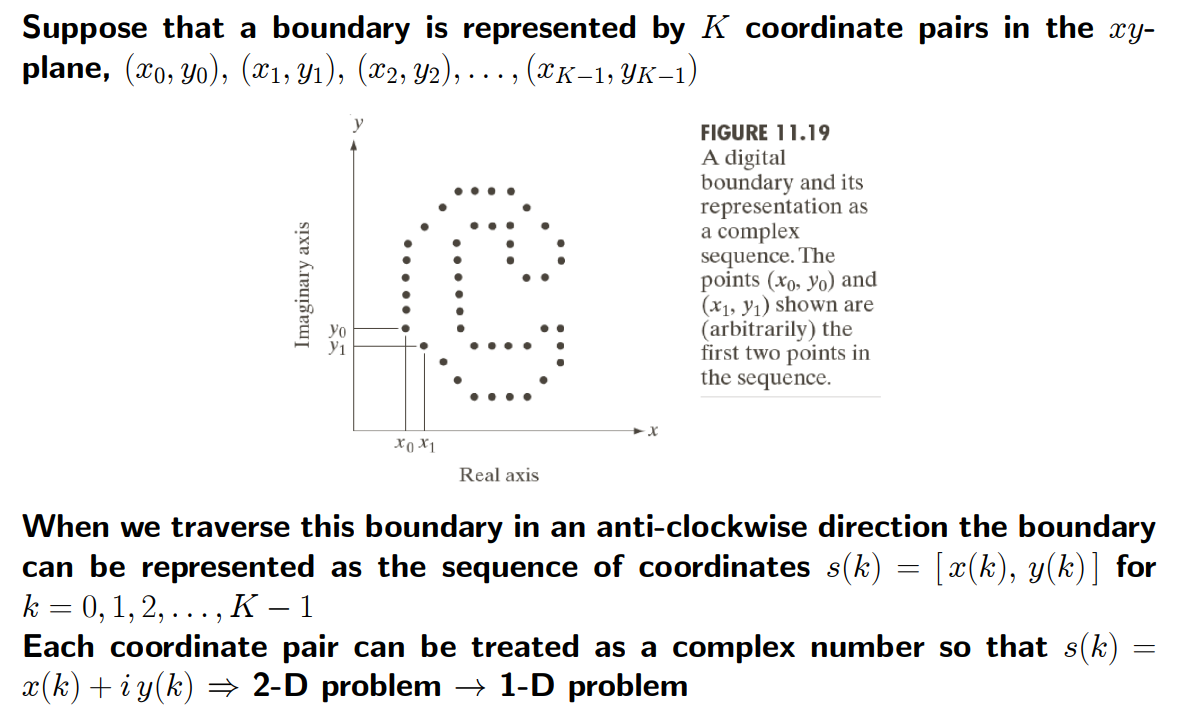 Suppose that a boundary is represented by K coordinate pairs in the xy-
plane, (x₀, y₀), (x₁, y₁), (x₂, y₂), . . . , (x_{K−1}, y_{K−1})
y
Imaginary axis
y₀
y₁
x₀ x₁
x
Real axis
FIGURE 11.19
A digital
boundary and its
representation as
a complex
sequence. The
points (x₀, y₀) and
(x₁, y₁) shown are
(arbitrarily) the
first two points in
the sequence.
When we traverse this boundary in an anti-clockwise direction the boundary
can be represented as the sequence of coordinates s(k) = [x(k), y(k)] for
k = 0, 1, 2, . . . , K − 1
Each coordinate pair can be treated as a complex number so that s(k) =
x(k) + i y(k) ⇒ 2-D problem → 1-D problem